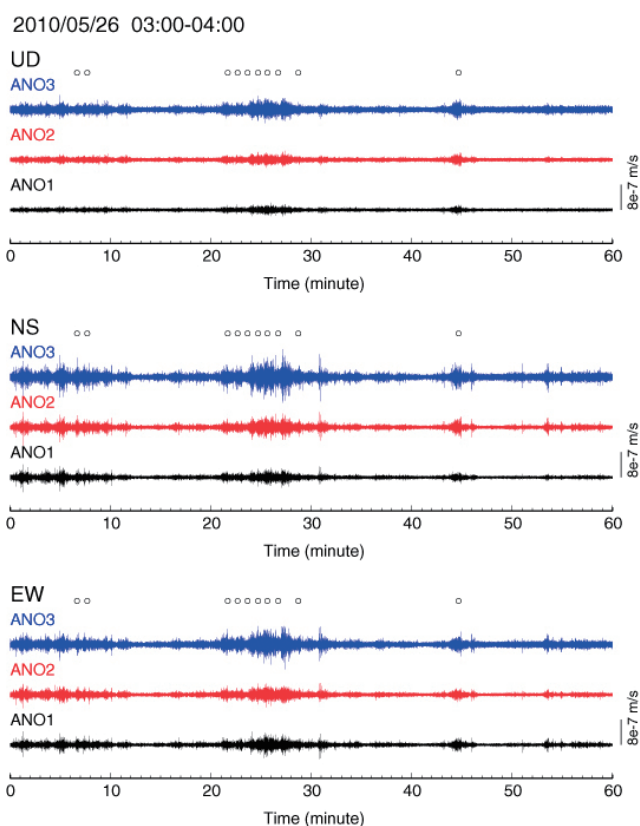 2010/05/26 03:00-04:00
UD
ANO3
ANO2
ANO1
8e-7 m/s
0 10 20 30 40 50 60
Time (minute)
NS
ANO3
ANO2
ANO1
8e-7 m/s
0 10 20 30 40 50 60
Time (minute)
EW
ANO3
ANO2
ANO1
8e-7 m/s
0 10 20 30 40 50 60
Time (minute)